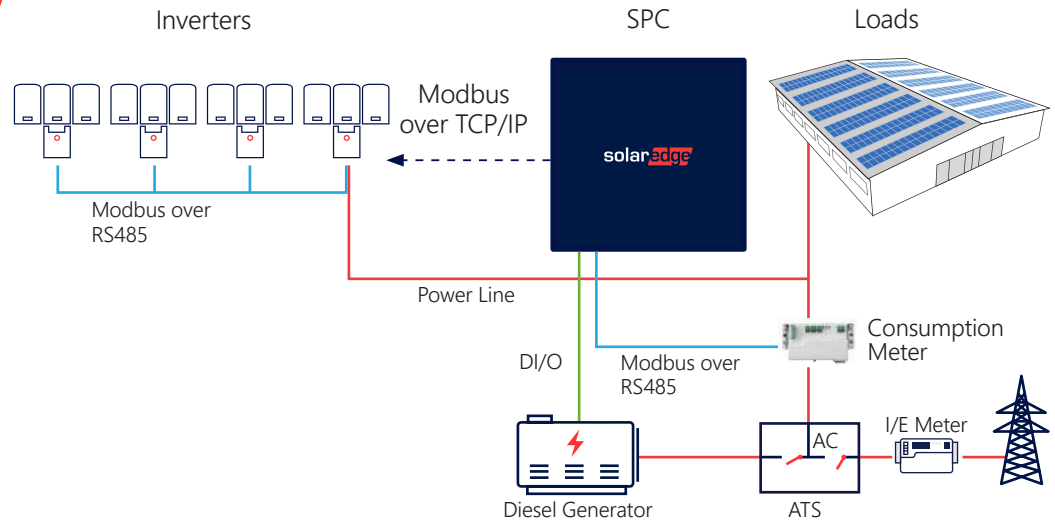 Inverters
SPC
Loads
Modbus
over TCP/IP
solaredge
Modbus over
RS485
Power Line
Consumption
Meter
DI/O
Modbus over
RS485
I/E Meter
AC
Diesel Generator
ATS